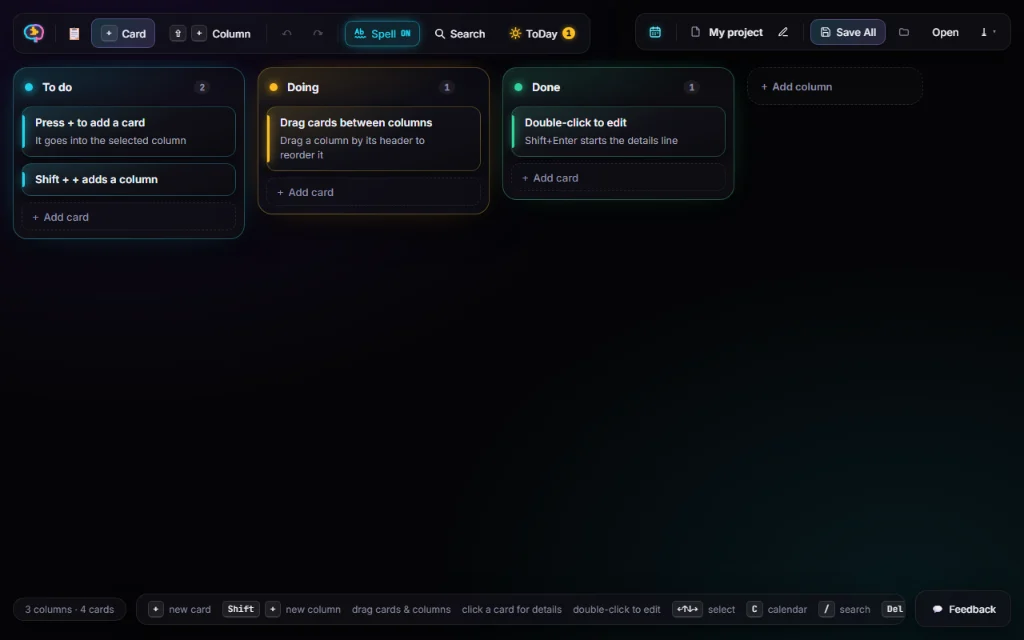 + Card
⇧ + Column
Ab Spell ON
Search
ToDay 1
My project
Save All
Open
To do 2
Press + to add a card
It goes into the selected column
Shift + + adds a column
+ Add card
Doing 1
Drag cards between columns
Drag a column by its header to
reorder it
+ Add card
Done 1
Double-click to edit
Shift+Enter starts the details line
+ Add card
+ Add column
3 columns · 4 cards
+ new card
Shift + new column
drag cards & columns
click a card for details
double-click to edit
select
C calendar
/ search
Del
Feedback